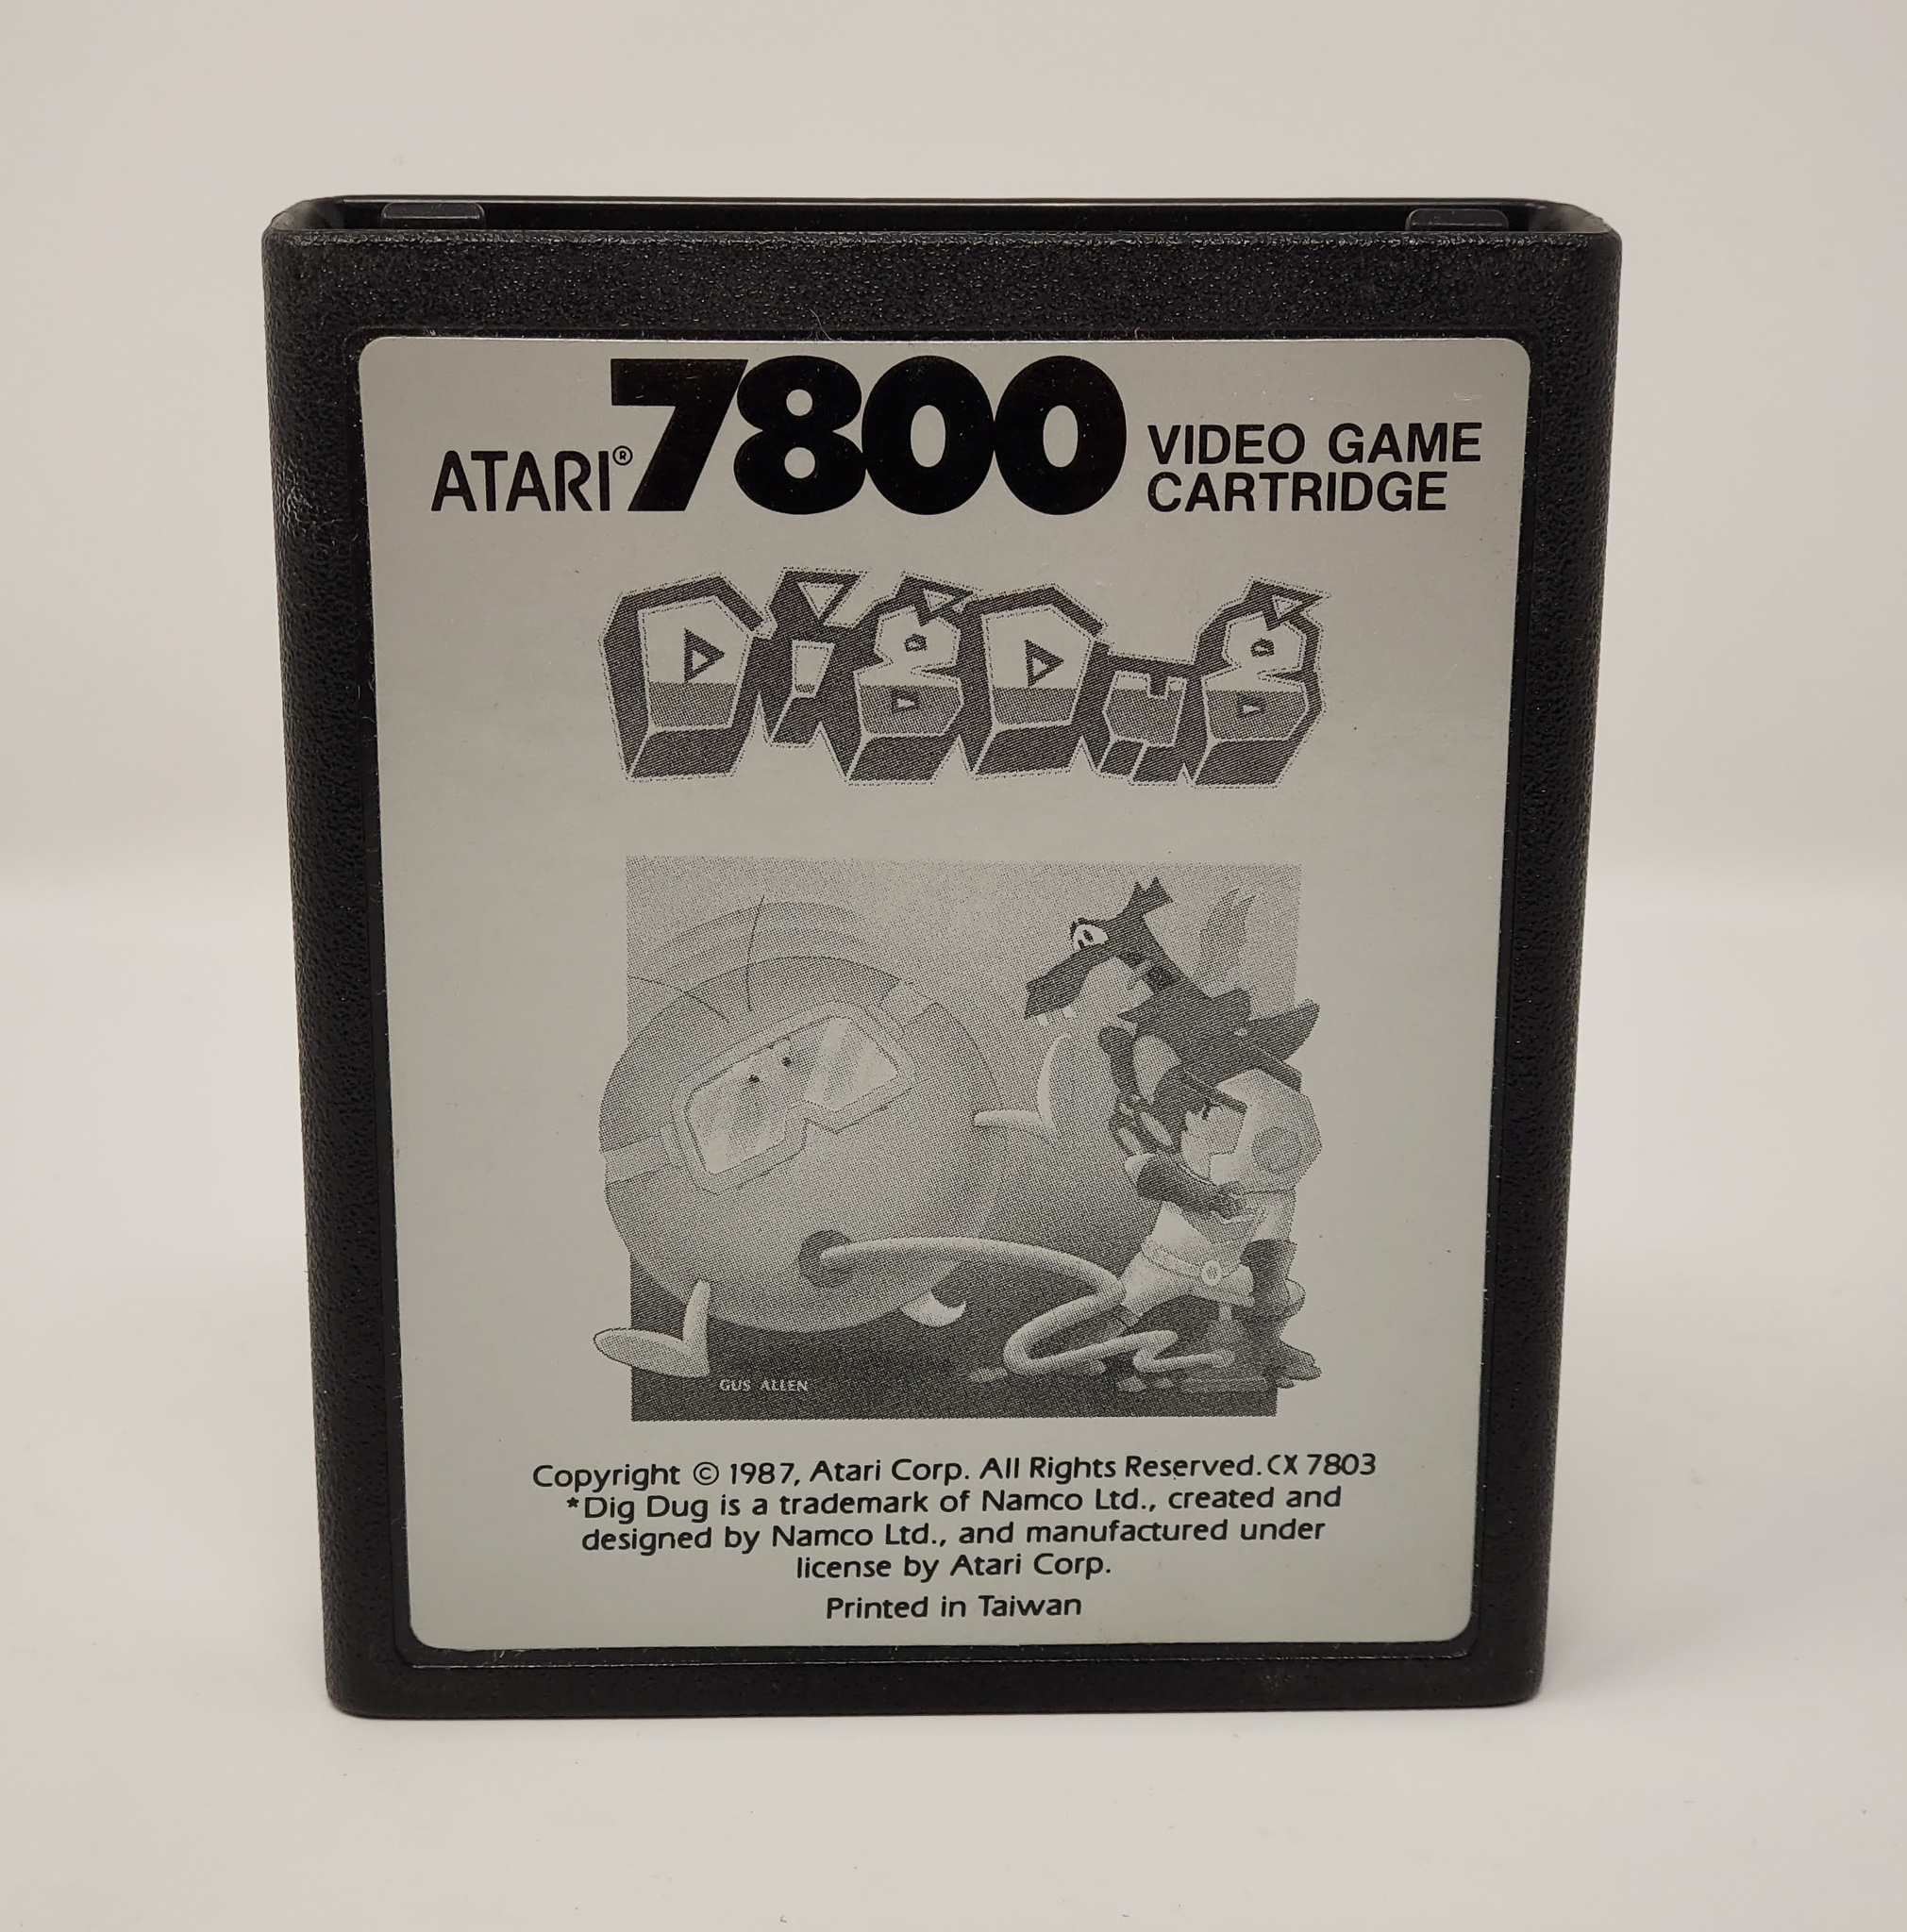 ATARI® 7800 VIDEO GAME
CARTRIDGE
DiG DuG
GUS ALLEN
Copyright © 1987, Atari Corp. All Rights Reserved. CX 7803
*Dig Dug is a trademark of Namco Ltd., created and
designed by Namco Ltd., and manufactured under
license by Atari Corp.
Printed in Taiwan